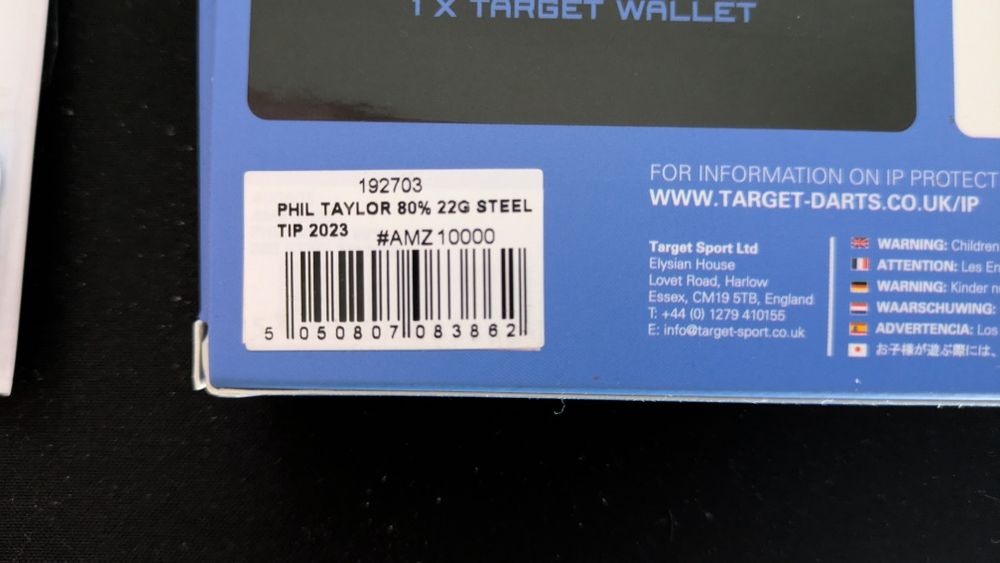 1 X TARGET WALLET
192703
PHIL TAYLOR 80% 22G STEEL
TIP 2023 #AMZ10000
5 050807 083862
FOR INFORMATION ON IP PROTECT
WWW.TARGET-DARTS.CO.UK/IP
Target Sport Ltd
Elysian House
Lovet Road, Harlow
Essex, CM19 5TB, England
T: +44 (0) 1279 410155
E: info@target-sport.co.uk
WARNING: Children
ATTENTION: Les En
WARNING: Kinder
WAARSCHUWING:
ADVERTENCIA: Los
お子様が遊ぶ際には、